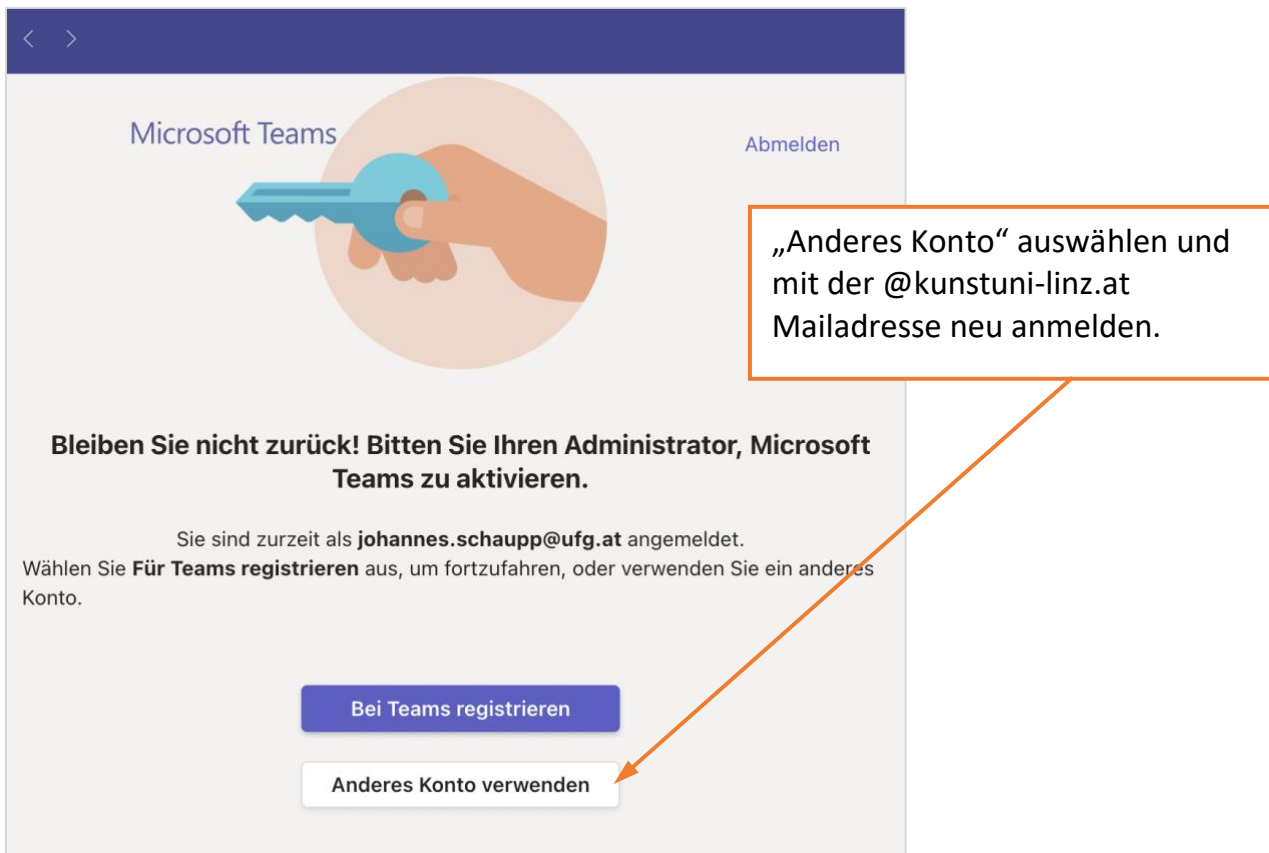 Microsoft Teams
Abmelden
„Anderes Konto“ auswählen und
mit der @kunstuni-linz.at
Mailadresse neu anmelden.
Bleiben Sie nicht zurück! Bitten Sie Ihren Administrator, Microsoft
Teams zu aktivieren.
Sie sind zurzeit als johannes.schaupp@ufg.at angemeldet.
Wählen Sie Für Teams registrieren aus, um fortzufahren, oder verwenden Sie ein anderes
Konto.
Bei Teams registrieren
Anderes Konto verwenden